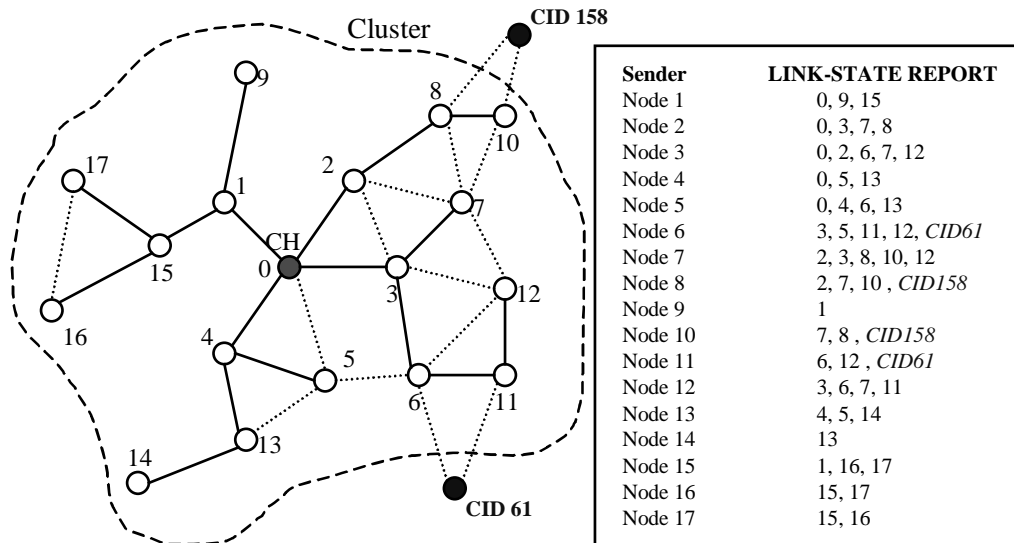 CID 158
Cluster
9
8
10
17
2
1
7
CH
0
15
3
12
16
4
5
6
11
13
14
CID 61
Sender LINK-STATE REPORT
Node 1 0, 9, 15
Node 2 0, 3, 7, 8
Node 3 0, 2, 6, 7, 12
Node 4 0, 5, 13
Node 5 0, 4, 6, 13
Node 6 3, 5, 11, 12, CID61
Node 7 2, 3, 8, 10, 12
Node 8 2, 7, 10 , CID158
Node 9 1
Node 10 7, 8 , CID158
Node 11 6, 12 , CID61
Node 12 3, 6, 7, 11
Node 13 4, 5, 14
Node 14 13
Node 15 1, 16, 17
Node 16 15, 17
Node 17 15, 16